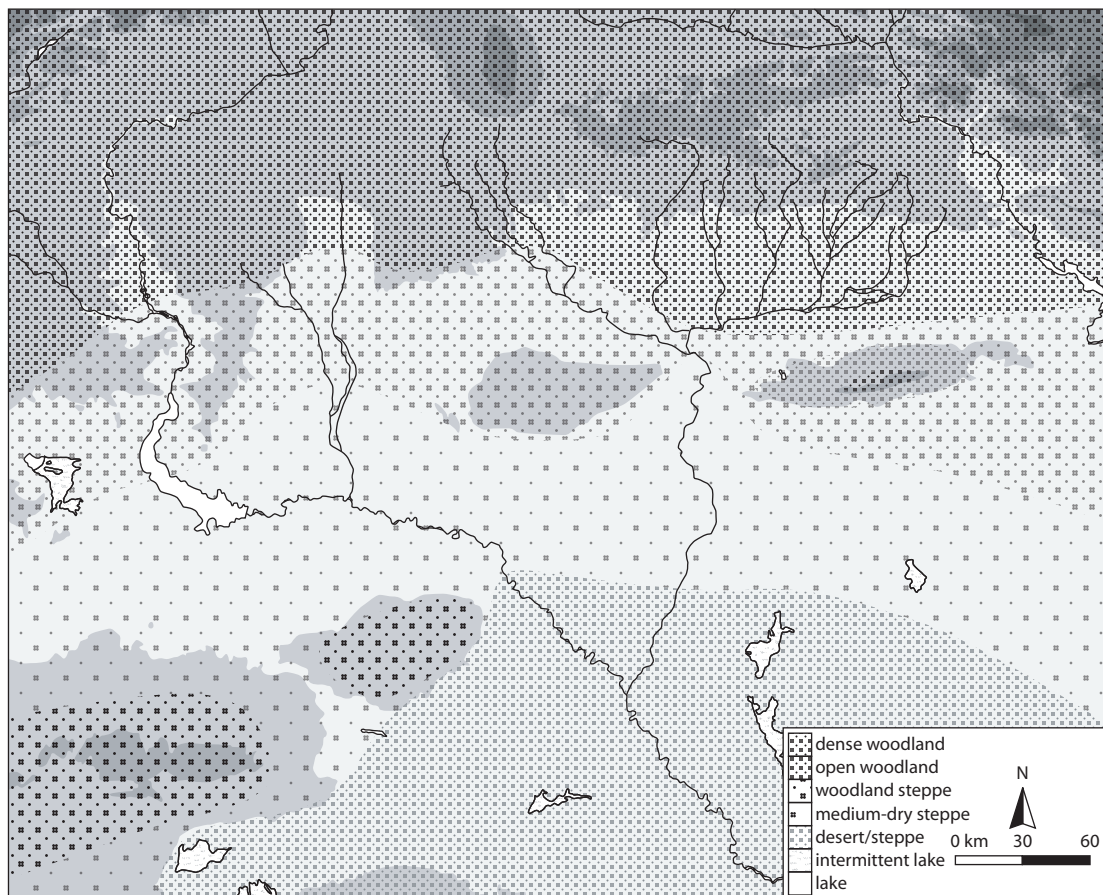 dense woodland
open woodland
woodland steppe
medium-dry steppe
desert/steppe
intermittent lake
lake
N
0 km 30 60